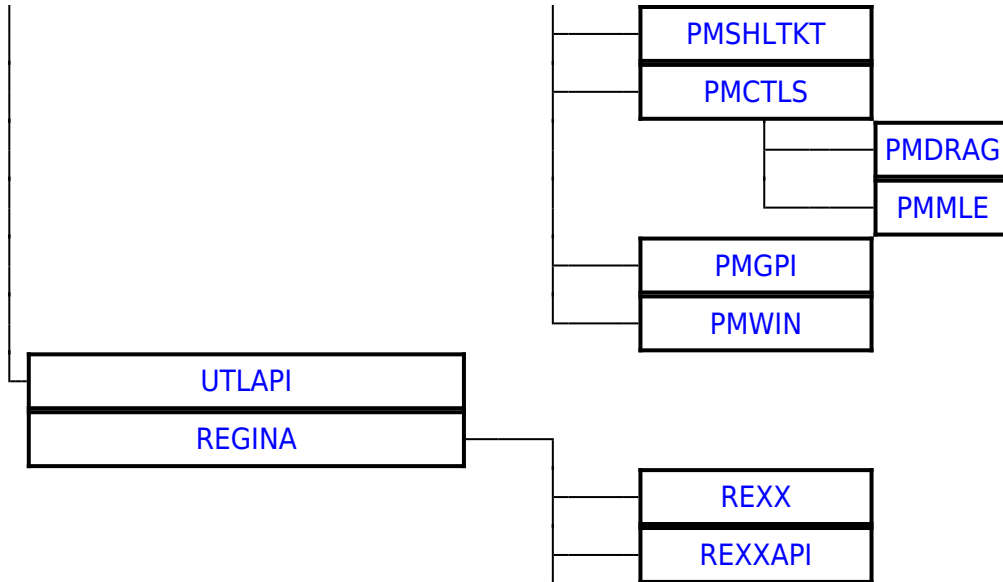 PMSHLTKT
PMCTLS
PMDRAG
PMMLE
PMGPI
PMWIN
UTLAPI
REGINA
REXX
REXXAPI